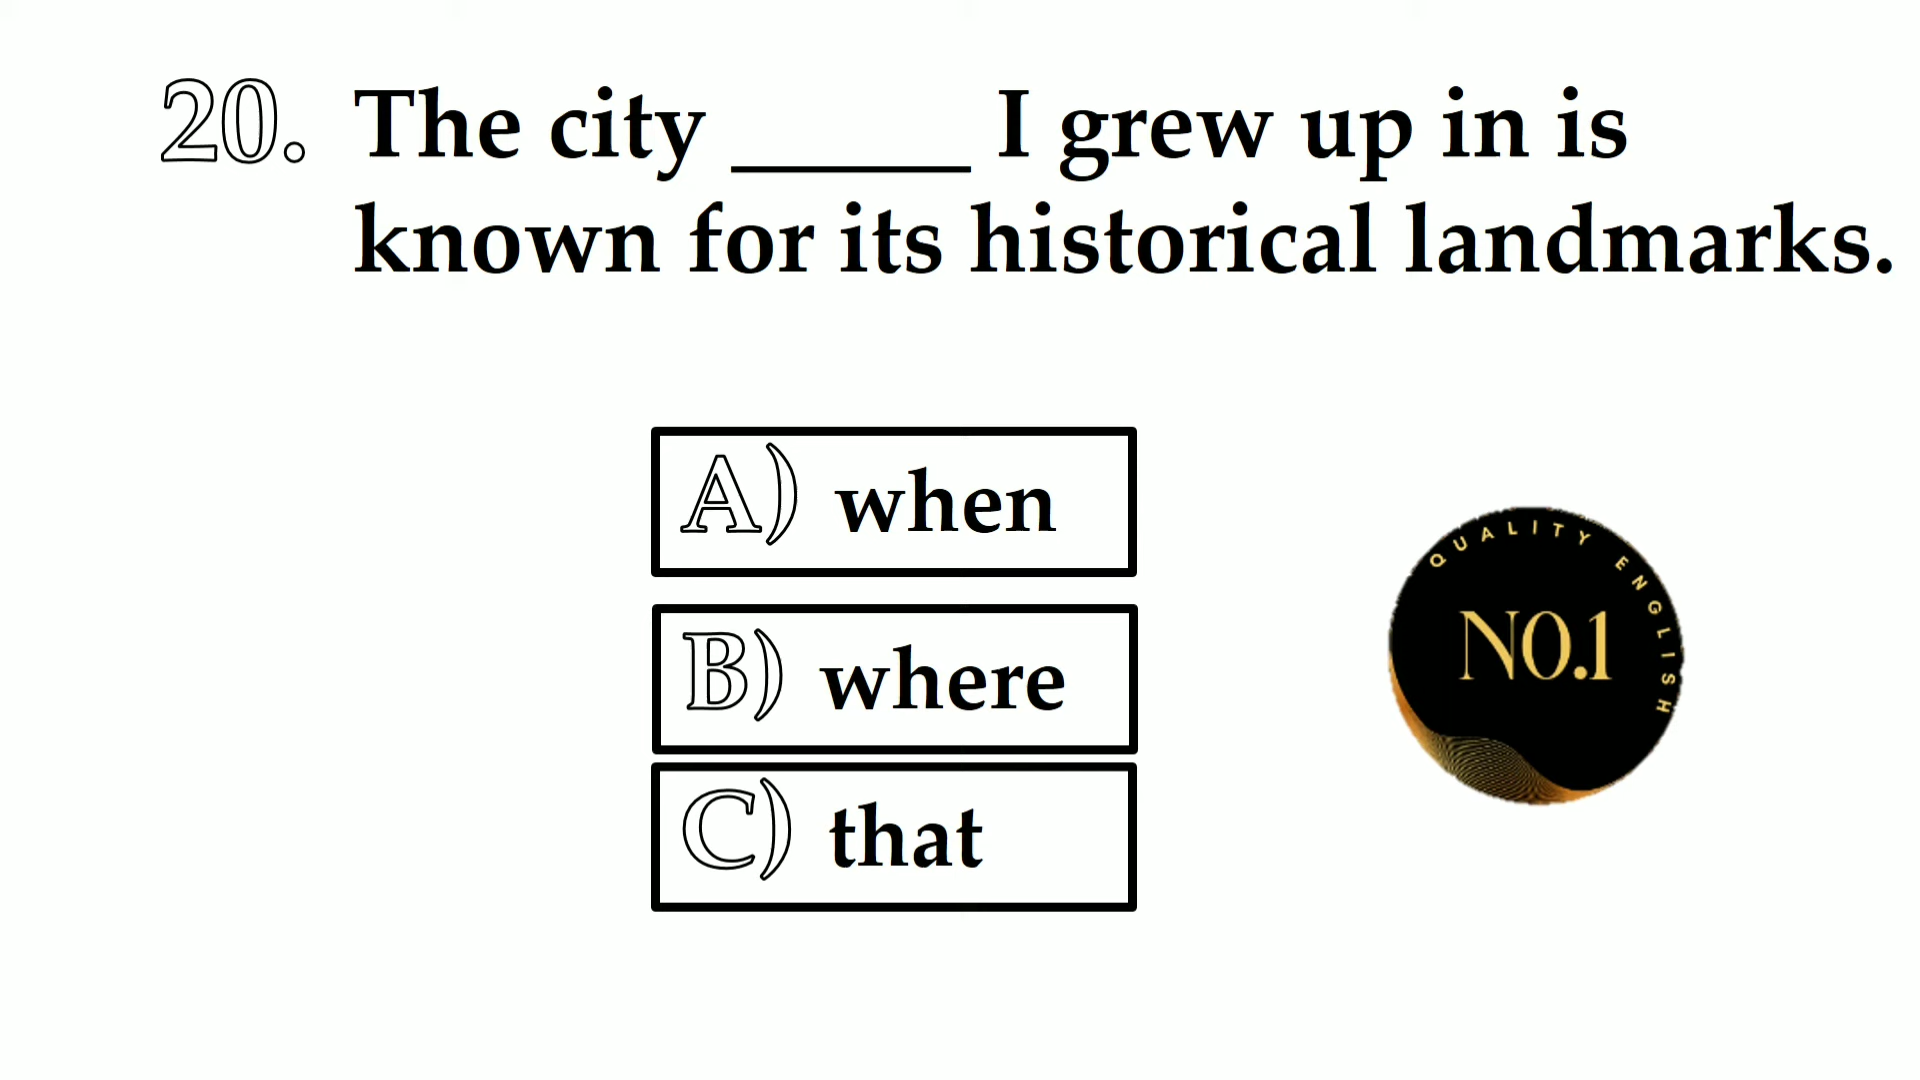 20. The city _____ I grew up in is
known for its historical landmarks.
A) when
B) where
C) that
QUALITY ENGLISH
NO.1